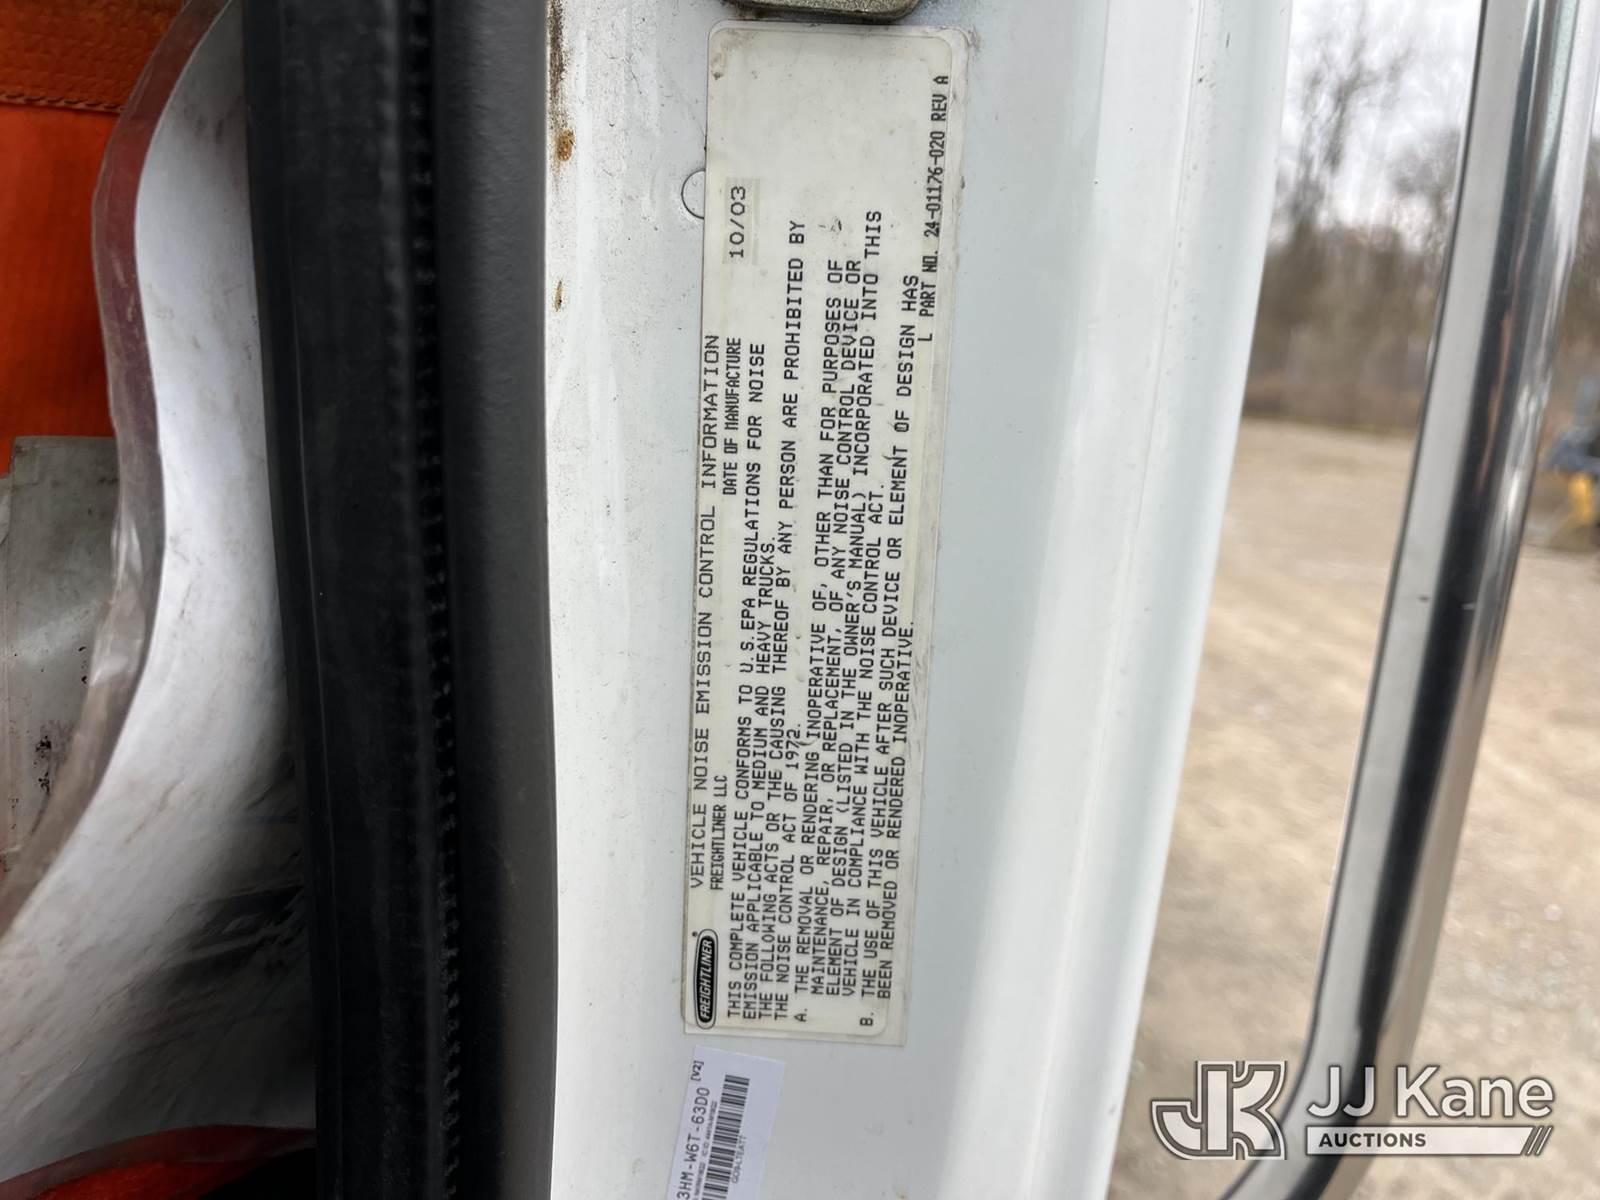 VEHICLE NOISE EMISSION CONTROL INFORMATION
FREIGHTLINER LLC DATE OF MANUFACTURE 10/03
FREIGHTLINER
THIS COMPLETE VEHICLE CONFORMS TO U.S.EPA REGULATIONS FOR NOISE
EMISSION APPLICABLE TO MEDIUM AND HEAVY TRUCKS.
THE FOLLOWING ACTS OR THE CAUSING THEREOF BY ANY PERSON ARE PROHIBITED BY
THE NOISE CONTROL ACT OF 1972.
A. THE REMOVAL OR RENDERING INOPERATIVE OF, OTHER THAN FOR PURPOSES OF
MAINTENANCE, REPAIR, OR REPLACEMENT, OF ANY NOISE CONTROL DEVICE OR
ELEMENT OF DESIGN (LISTED IN THE OWNER'S MANUAL) INCORPORATED INTO THIS
VEHICLE IN COMPLIANCE WITH THE NOISE CONTROL ACT.
B. THE USE OF THIS VEHICLE AFTER SUCH DEVICE OR ELEMENT OF DESIGN HAS
BEEN REMOVED OR RENDERED INOPERATIVE.
L PART NO. 24-01176-020 REV A
3HM-W6T-63D0 [V2]
JJ Kane
AUCTIONS